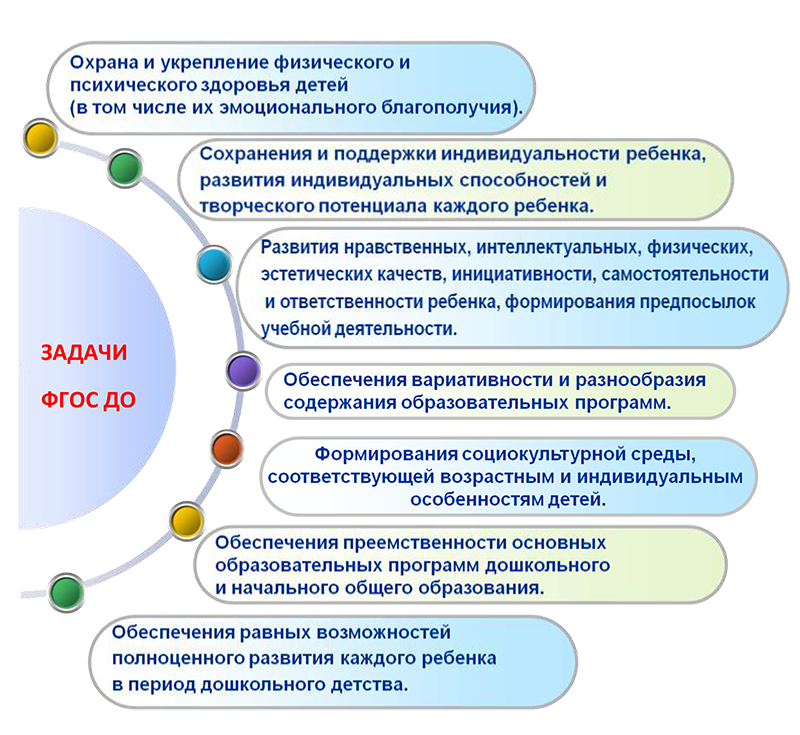 Охрана и укрепление физического и
психического здоровья детей
(в том числе их эмоционального благополучия).
Сохранения и поддержки индивидуальности ребенка,
развития индивидуальных способностей и
творческого потенциала каждого ребенка.
Развития нравственных, интеллектуальных, физических,
эстетических качеств, инициативности, самостоятельности
и ответственности ребенка, формирования предпосылок
учебной деятельности.
ЗАДАЧИ
ФГОС ДО
Обеспечения вариативности и разнообразия
содержания образовательных программ.
Формирования социокультурной среды,
соответствующей возрастным и индивидуальным
особенностям детей.
Обеспечения преемственности основных
образовательных программ дошкольного
и начального общего образования.
Обеспечения равных возможностей
полноценного развития каждого ребенка
в период дошкольного детства.